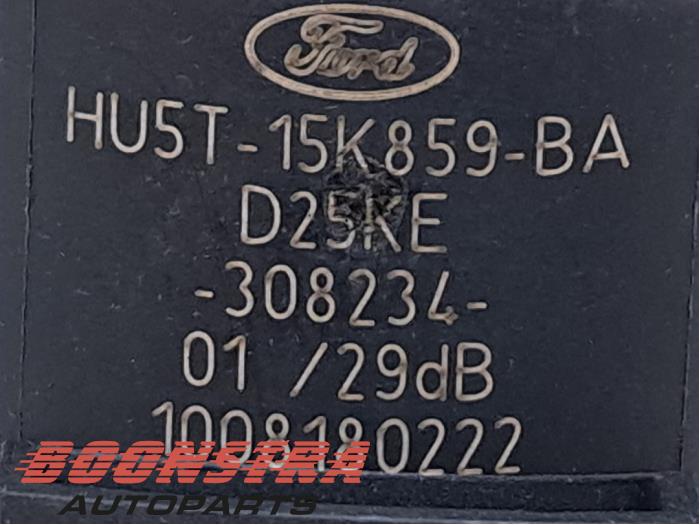 Ford
HU5T-15K859-BA
D25KE
-308234-
01 /29dB
1008180222
BOONSTRA
AUTOPARTS